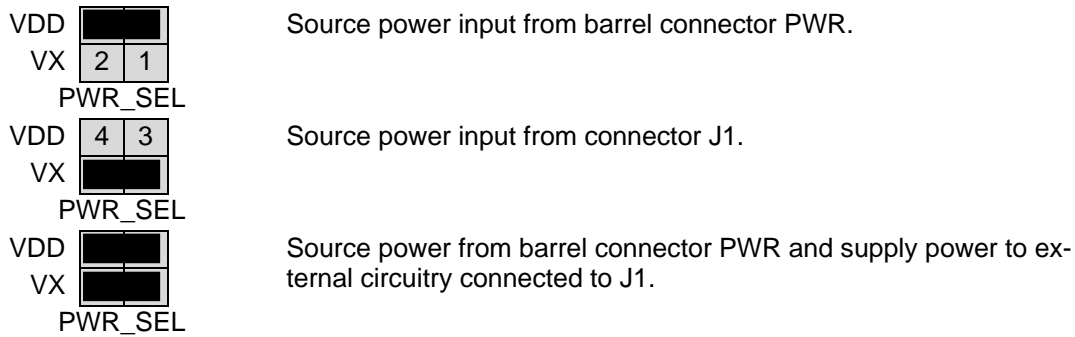 VDD Source power input from barrel connector PWR.
VX 2 1
PWR_SEL
VDD 4 3 Source power input from connector J1.
VX
PWR_SEL
VDD Source power from barrel connector PWR and supply power to ex-
VX ternal circuitry connected to J1.
PWR_SEL